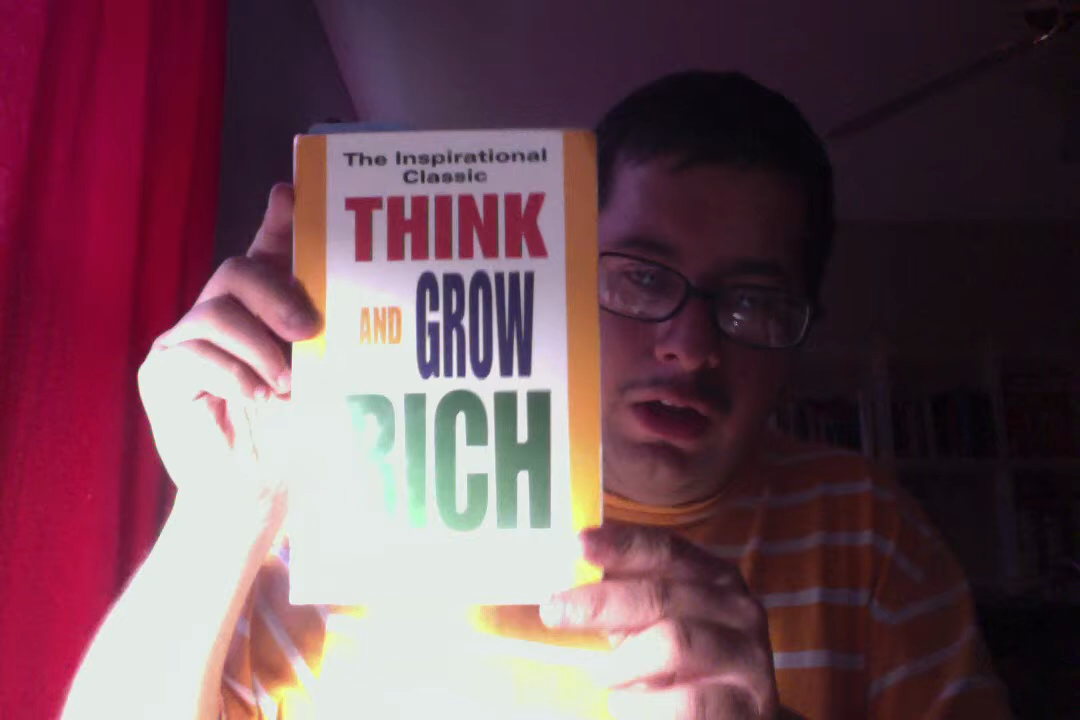 The Inspirational
Classic
THINK
AND GROW
RICH